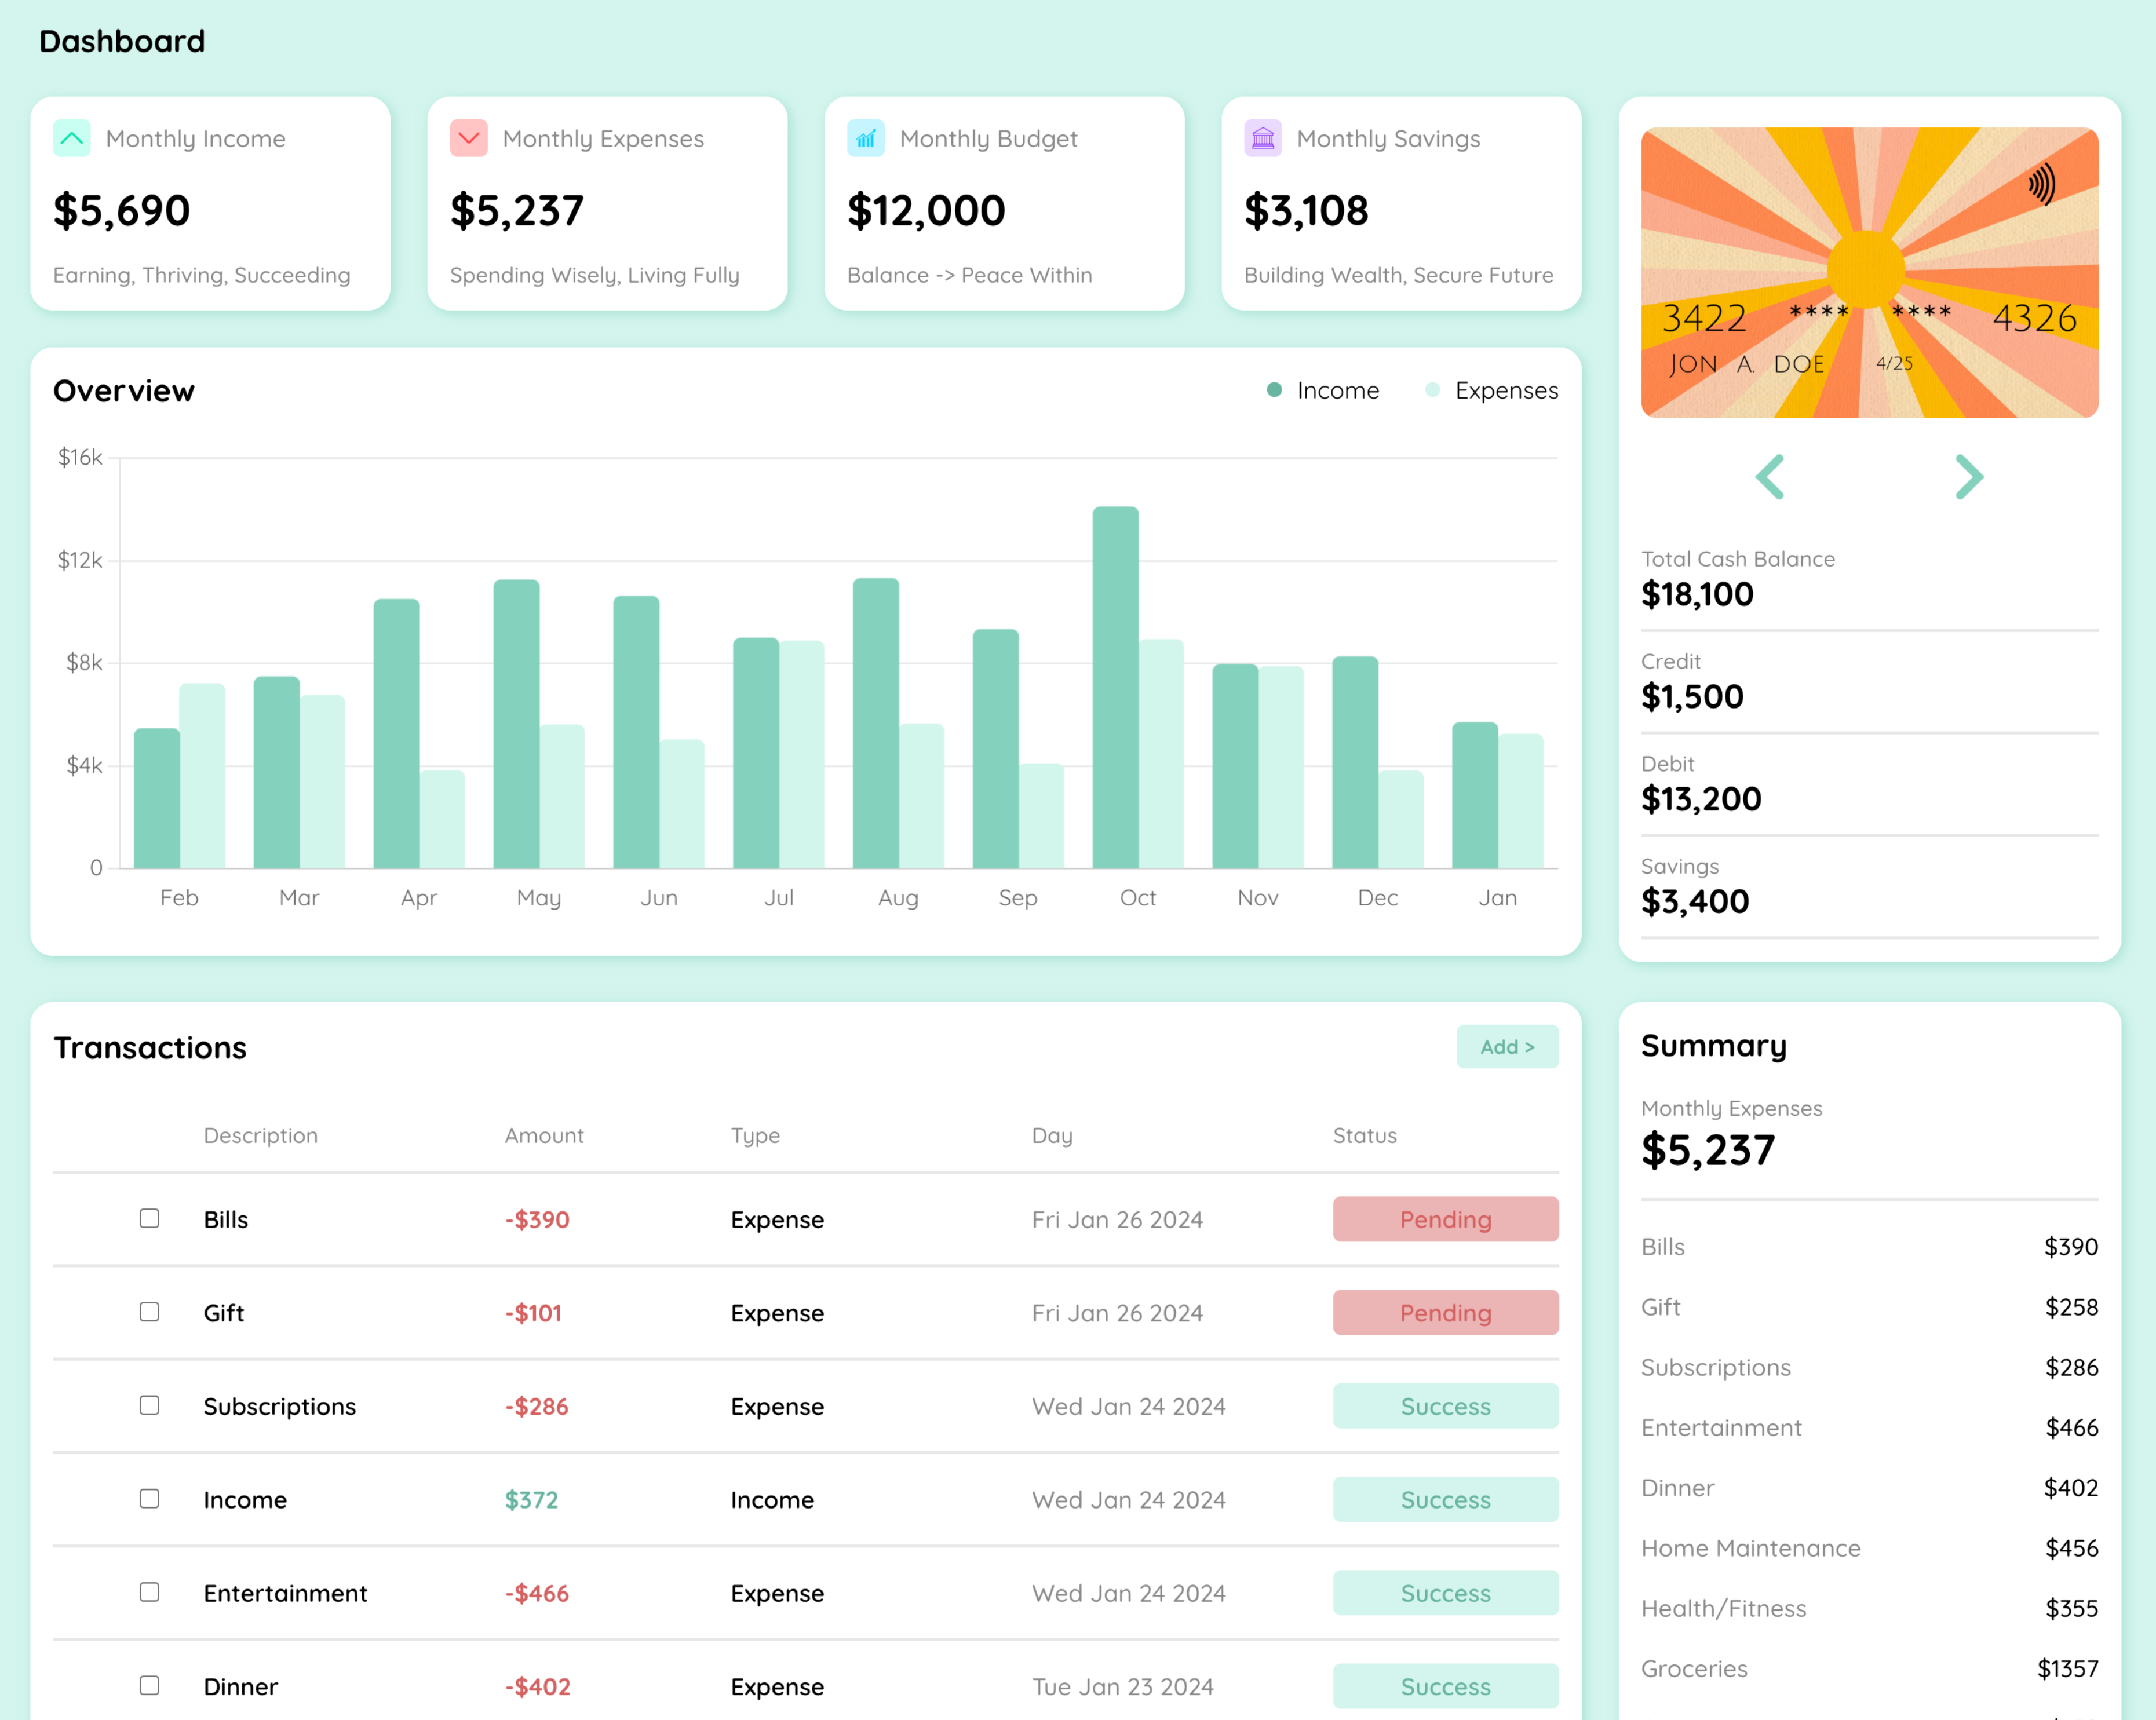 Dashboard
Monthly Income
$5,690
Earning, Thriving, Succeeding
Monthly Expenses
$5,237
Spending Wisely, Living Fully
Monthly Budget
$12,000
Balance -> Peace Within
Monthly Savings
$3,108
Building Wealth, Secure Future
3422 **** **** 4326
JON A. DOE 4/25
Total Cash Balance
$18,100
Credit
$1,500
Debit
$13,200
Savings
$3,400
Overview
Income Expenses
$16k
$12k
$8k
$4k
0
Feb Mar Apr May Jun Jul Aug Sep Oct Nov Dec Jan
Transactions
Add >
Description Amount Type Day Status
Bills -$390 Expense Fri Jan 26 2024 Pending
Gift -$101 Expense Fri Jan 26 2024 Pending
Subscriptions -$286 Expense Wed Jan 24 2024 Success
Income $372 Income Wed Jan 24 2024 Success
Entertainment -$466 Expense Wed Jan 24 2024 Success
Dinner -$402 Expense Tue Jan 23 2024 Success
Summary
Monthly Expenses
$5,237
Bills $390
Gift $258
Subscriptions $286
Entertainment $466
Dinner $402
Home Maintenance $456
Health/Fitness $355
Groceries $1357